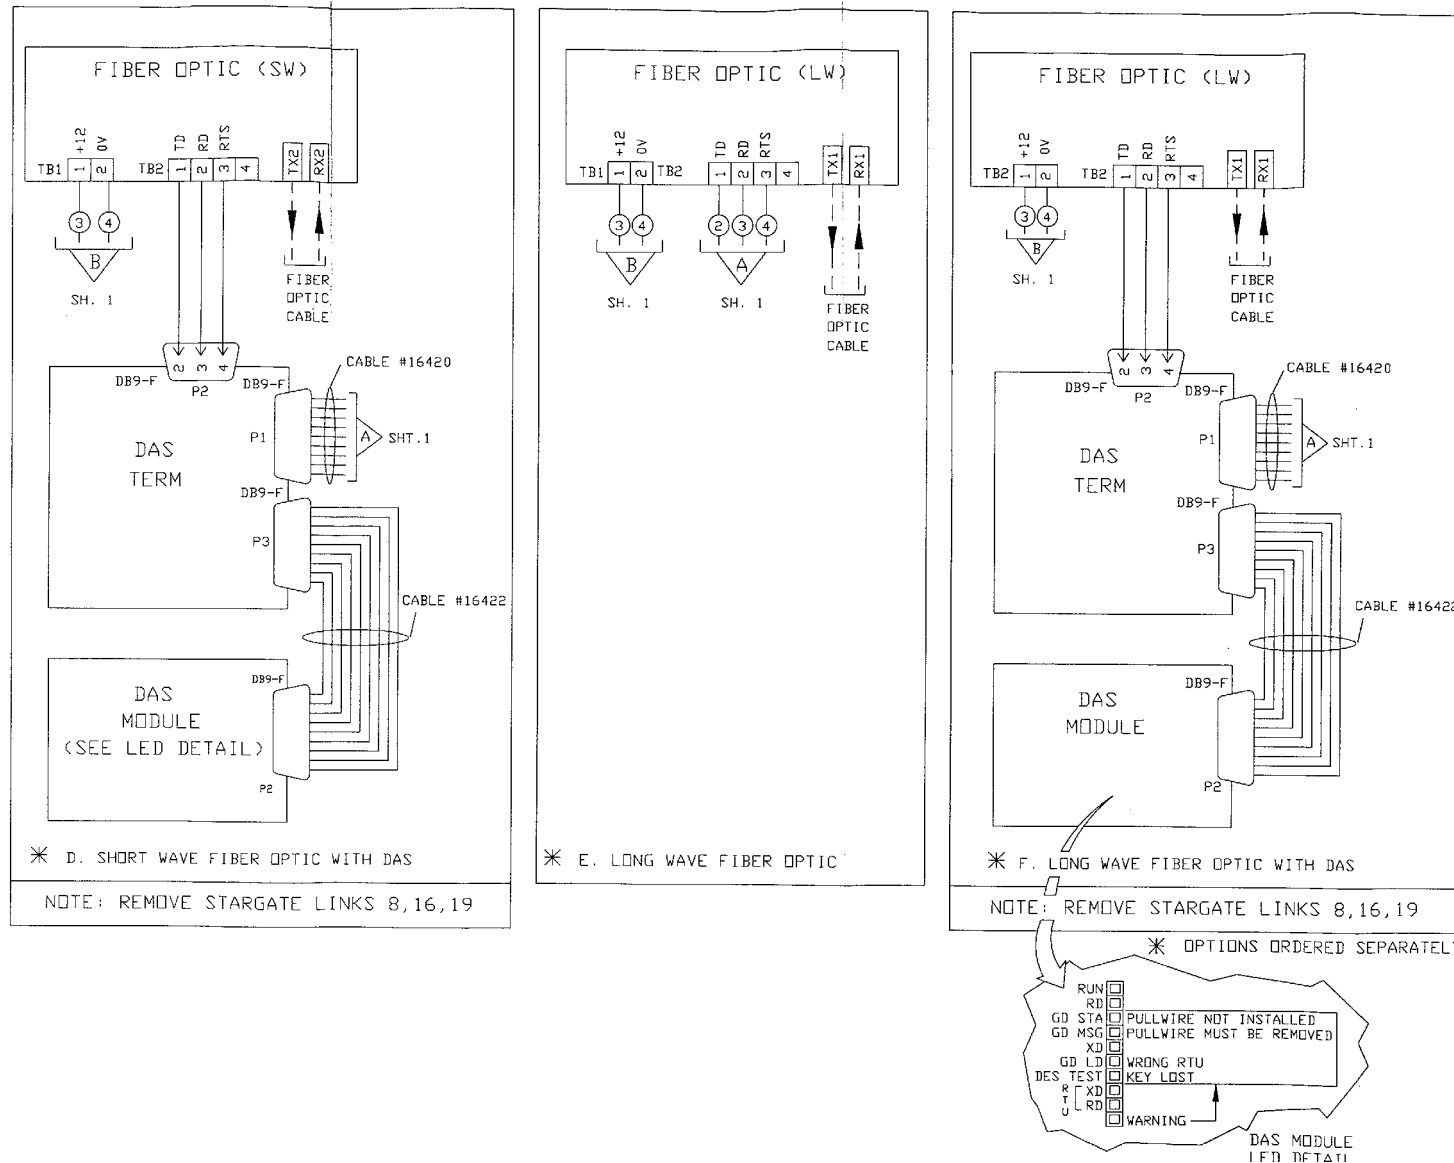 FIBER OPTIC (SW)
+12
0V
TD
RD
RTS
TB1
1
2
TB2
1
2
3
4
TX2
RX2
3
4
B
SH. 1
FIBER
OPTIC
CABLE
2
3
4
DB9-F
P2
DB9-F
CABLE #16420
P1
A
SHT.1
DAS
TERM
DB9-F
P3
CABLE #16422
DAS
MODULE
(SEE LED DETAIL)
DB9-F
P2
* D. SHORT WAVE FIBER OPTIC WITH DAS
NOTE: REMOVE STARGATE LINKS 8,16,19
FIBER OPTIC (LW)
+12
0V
TD
RD
RTS
TB1
1
2
TB2
1
2
3
4
TX1
RX1
3
4
2
3
4
B
A
SH. 1
SH. 1
FIBER
OPTIC
CABLE
* E. LONG WAVE FIBER OPTIC
FIBER OPTIC (LW)
+12
0V
TD
RD
RTS
TB2
1
2
TB2
1
2
3
4
TX1
RX1
3
4
B
SH. 1
FIBER
OPTIC
CABLE
2
3
4
DB9-F
P2
DB9-F
CABLE #16420
P1
A
SHT.1
DAS
TERM
DB9-F
P3
CABLE #16422
DAS
MODULE
DB9-F
P2
* F. LONG WAVE FIBER OPTIC WITH DAS
NOTE: REMOVE STARGATE LINKS 8,16,19
* OPTIONS ORDERED SEPARATEL
RUN
RD
GD STA PULLWIRE NOT INSTALLED
GD MSG PULLWIRE MUST BE REMOVED
XD
GD LD WRONG RTU
DES TEST KEY LOST
RTU
XD
RD
WARNING
DAS MODULE
LED DETAIL